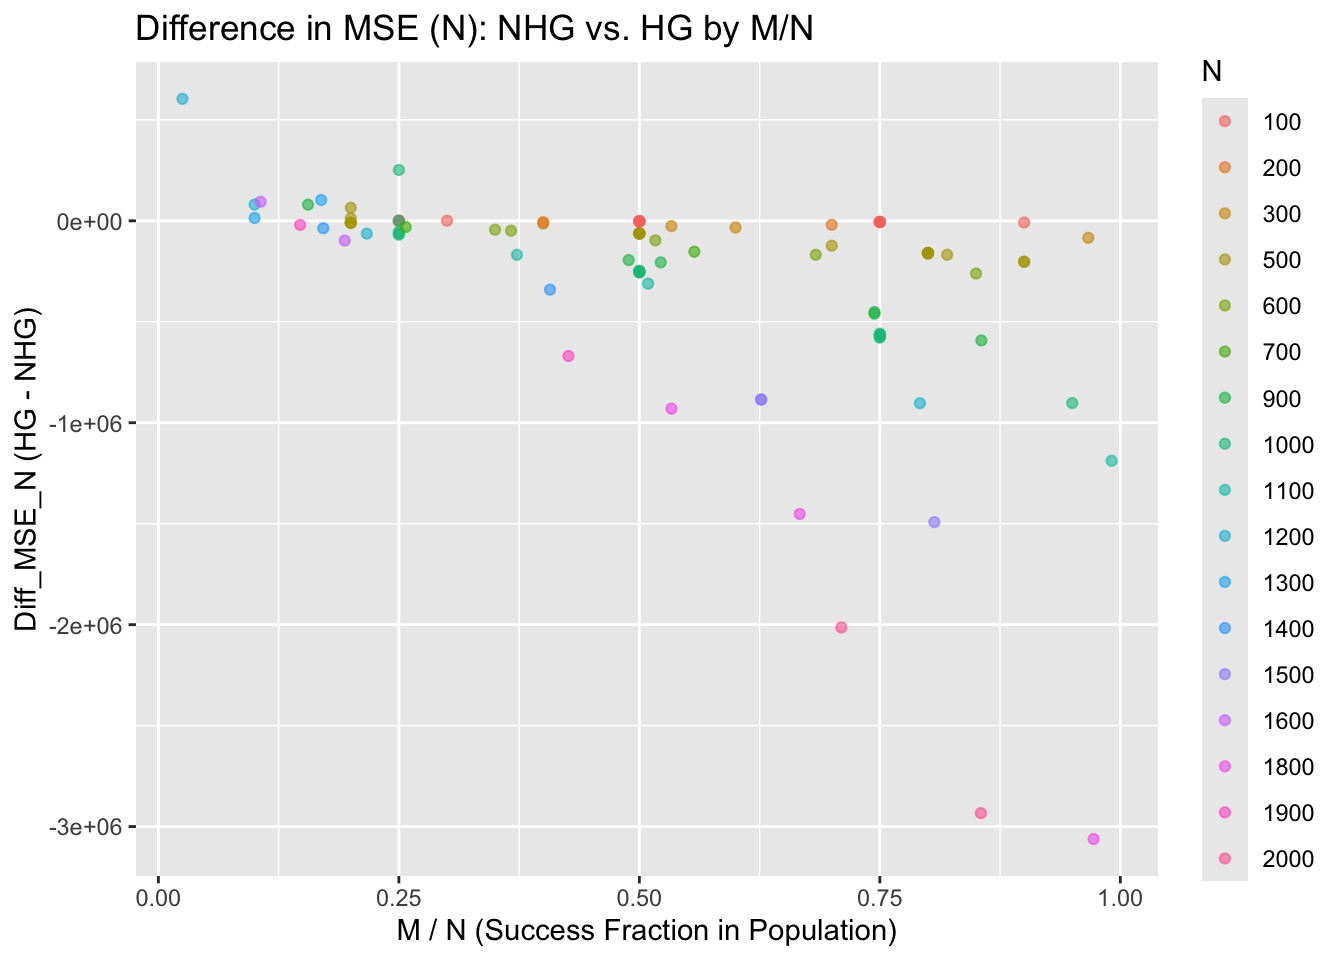 Difference in MSE (N): NHG vs. HG by M/N
Diff_MSE_N (HG - NHG)
0e+00
-1e+06
-2e+06
-3e+06
0.00 0.25 0.50 0.75 1.00
M / N (Success Fraction in Population)
N
100
200
300
500
600
700
900
1000
1100
1200
1300
1400
1500
1600
1800
1900
2000